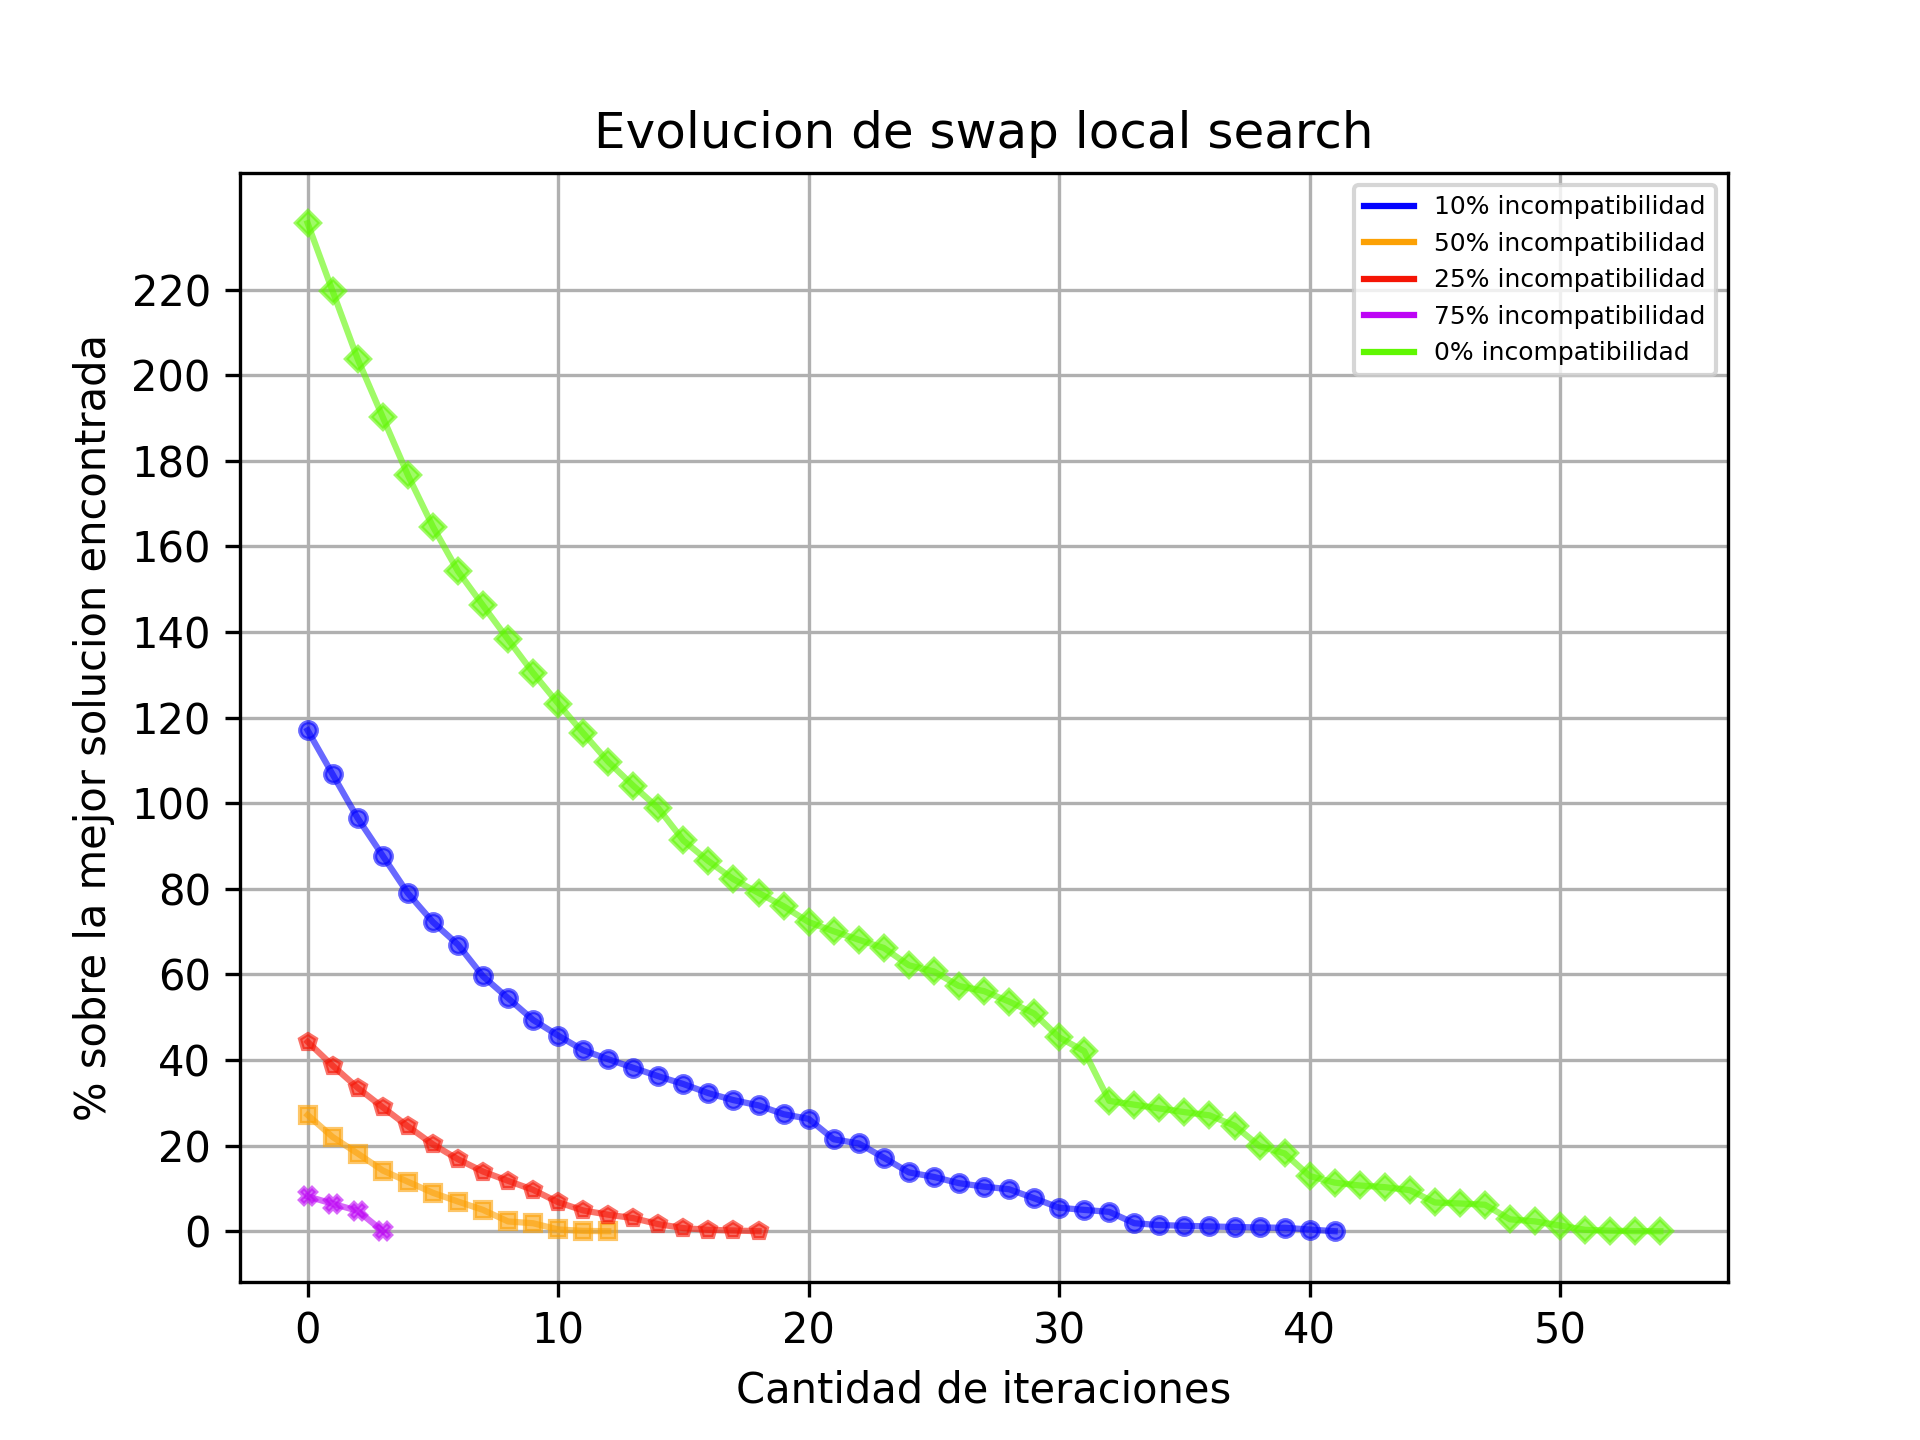 Evolucion de swap local search
10% incompatibilidad
50% incompatibilidad
25% incompatibilidad
75% incompatibilidad
0% incompatibilidad
% sobre la mejor solucion encontrada
220
200
180
160
140
120
100
80
60
40
20
0
0 10 20 30 40 50
Cantidad de iteraciones